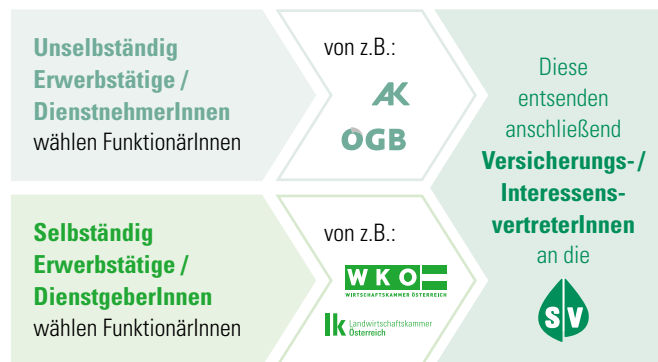 Unselbständig
Erwerbstätige /
DienstnehmerInnen
wählen FunktionärInnen
von z.B.:
AK
ÖGB
Selbständig
Erwerbstätige /
DienstgeberInnen
wählen FunktionärInnen
von z.B.:
WKO
WIRTSCHAFTSKAMMER ÖSTERREICH
lk Landwirtschaftskammer
Österreich
Diese
entsenden
anschließend
Versicherungs-/
Interessens-
vertreterInnen
an die
SV